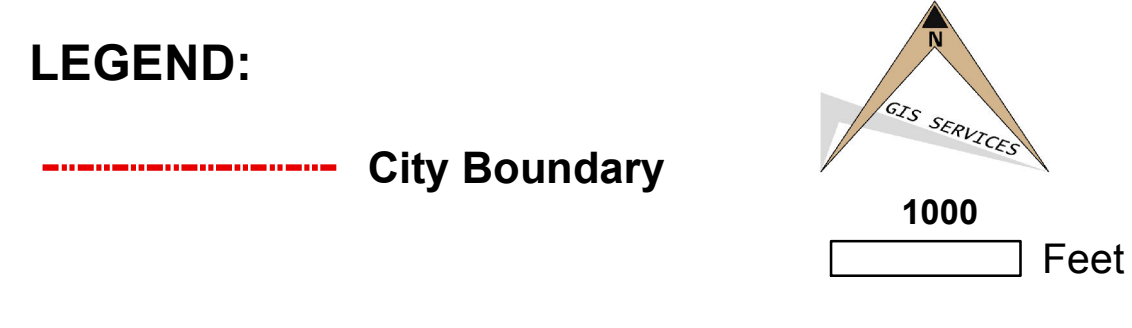 LEGEND:
City Boundary
N
GIS SERVICES
1000
Feet